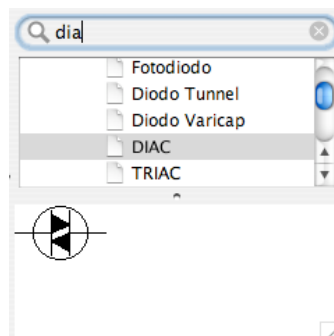 dia
Fotodiodo
Diodo Tunnel
Diodo Varicap
DIAC
TRIAC